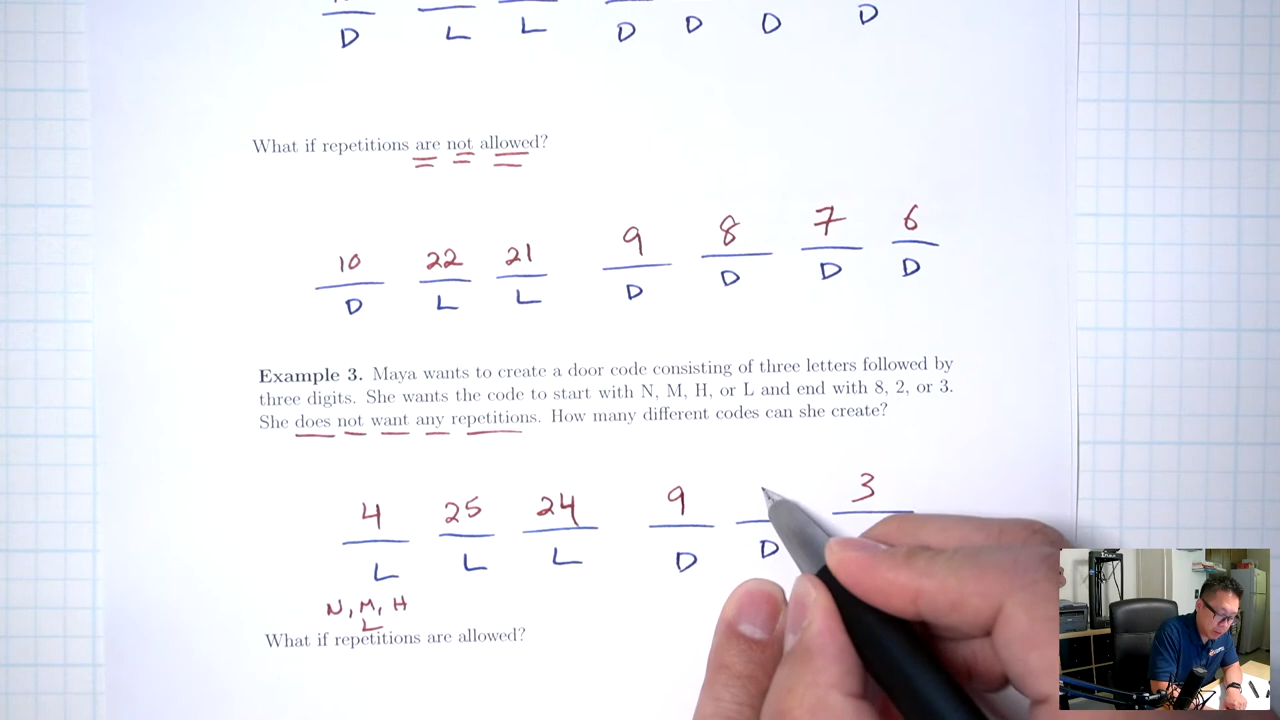 D L L D D D D
What if repetitions are not allowed?
10 22 21 9 8 7 6
D L L D D D D
Example 3. Maya wants to create a door code consisting of three letters followed by
three digits. She wants the code to start with N, M, H, or L and end with 8, 2, or 3.
She does not want any repetitions. How many different codes can she create?
4 25 24 9 3
L L L D D
N, M, H
L
What if repetitions are allowed?